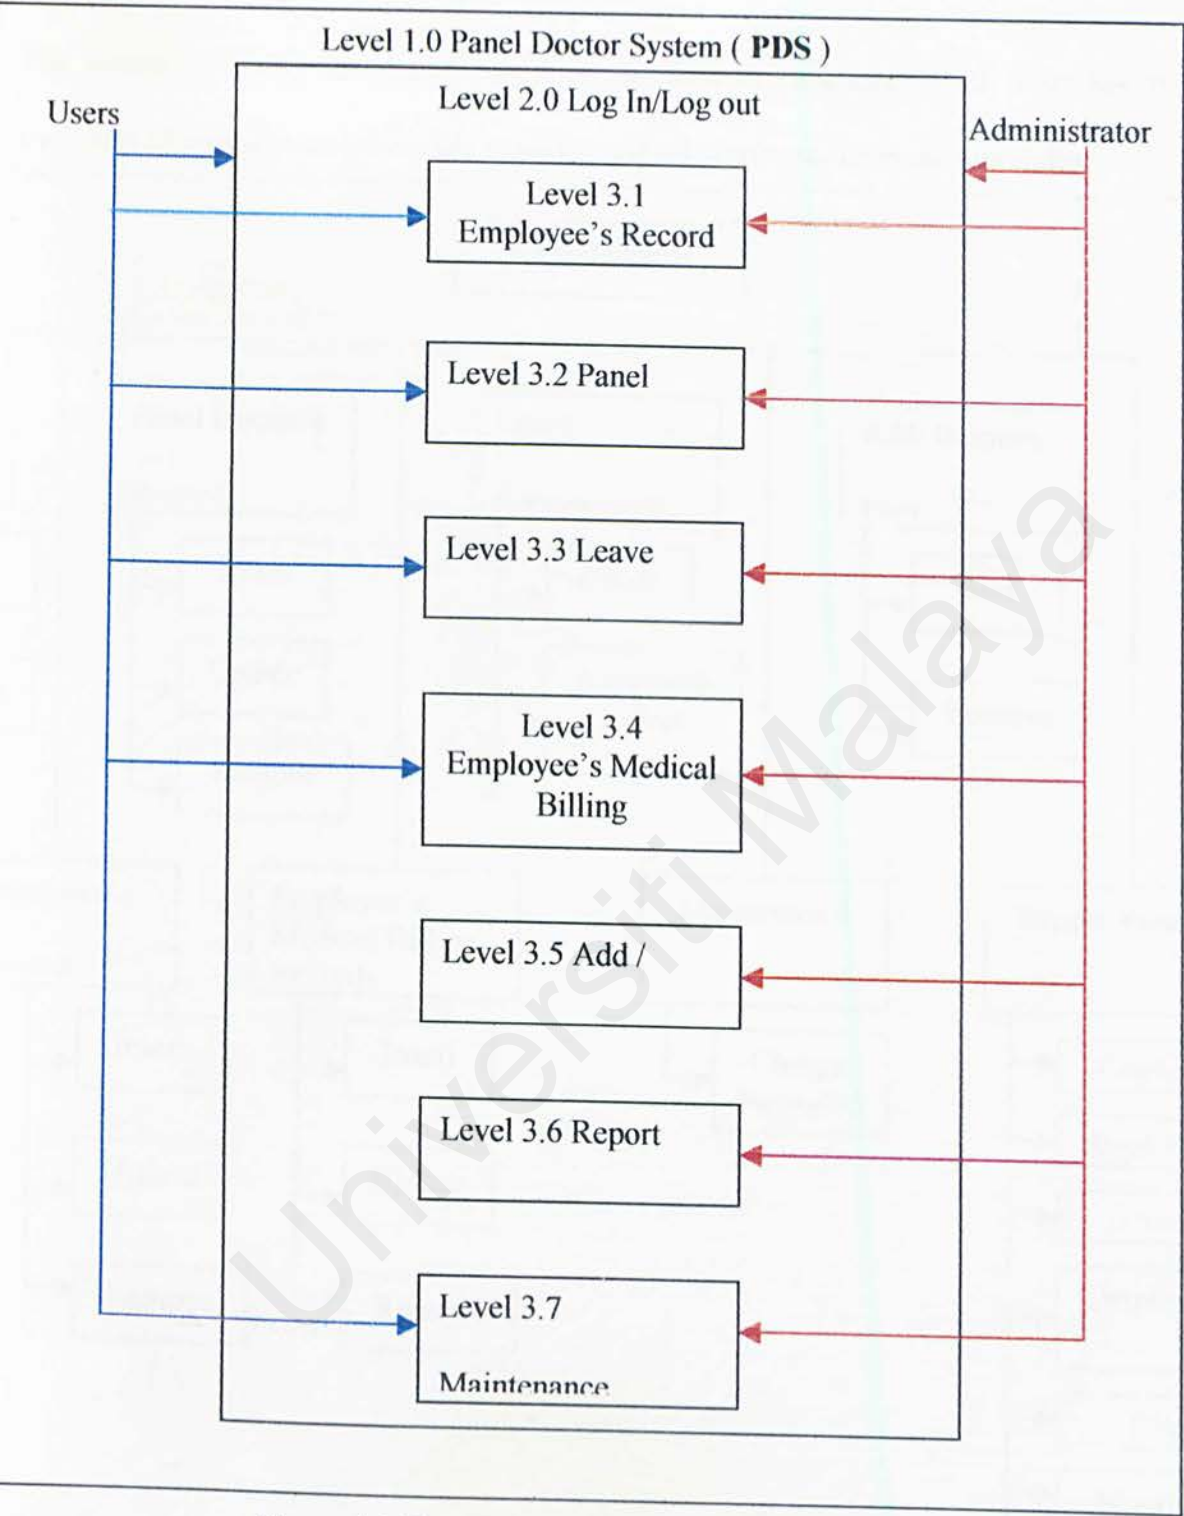 Level 1.0 Panel Doctor System ( PDS )
Users
Level 2.0 Log In/Log out
Administrator
Level 3.1
Employee's Record
Level 3.2 Panel
Level 3.3 Leave
Level 3.4
Employee's Medical
Billing
Level 3.5 Add /
Level 3.6 Report
Level 3.7
Maintenance
Universiti Malaya